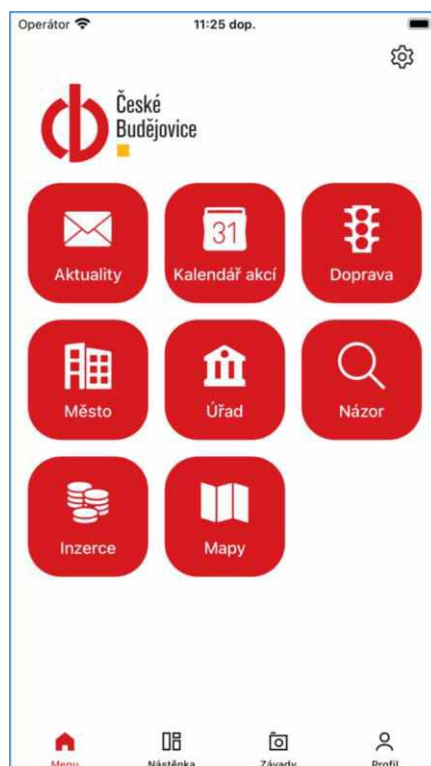 Operátor 11:25 dop.
České
Budějovice
Aktuality Kalendář akcí Doprava
31
Město Úřad Názor
Inzerce Mapy
Menu Nástěnka Závady Profil